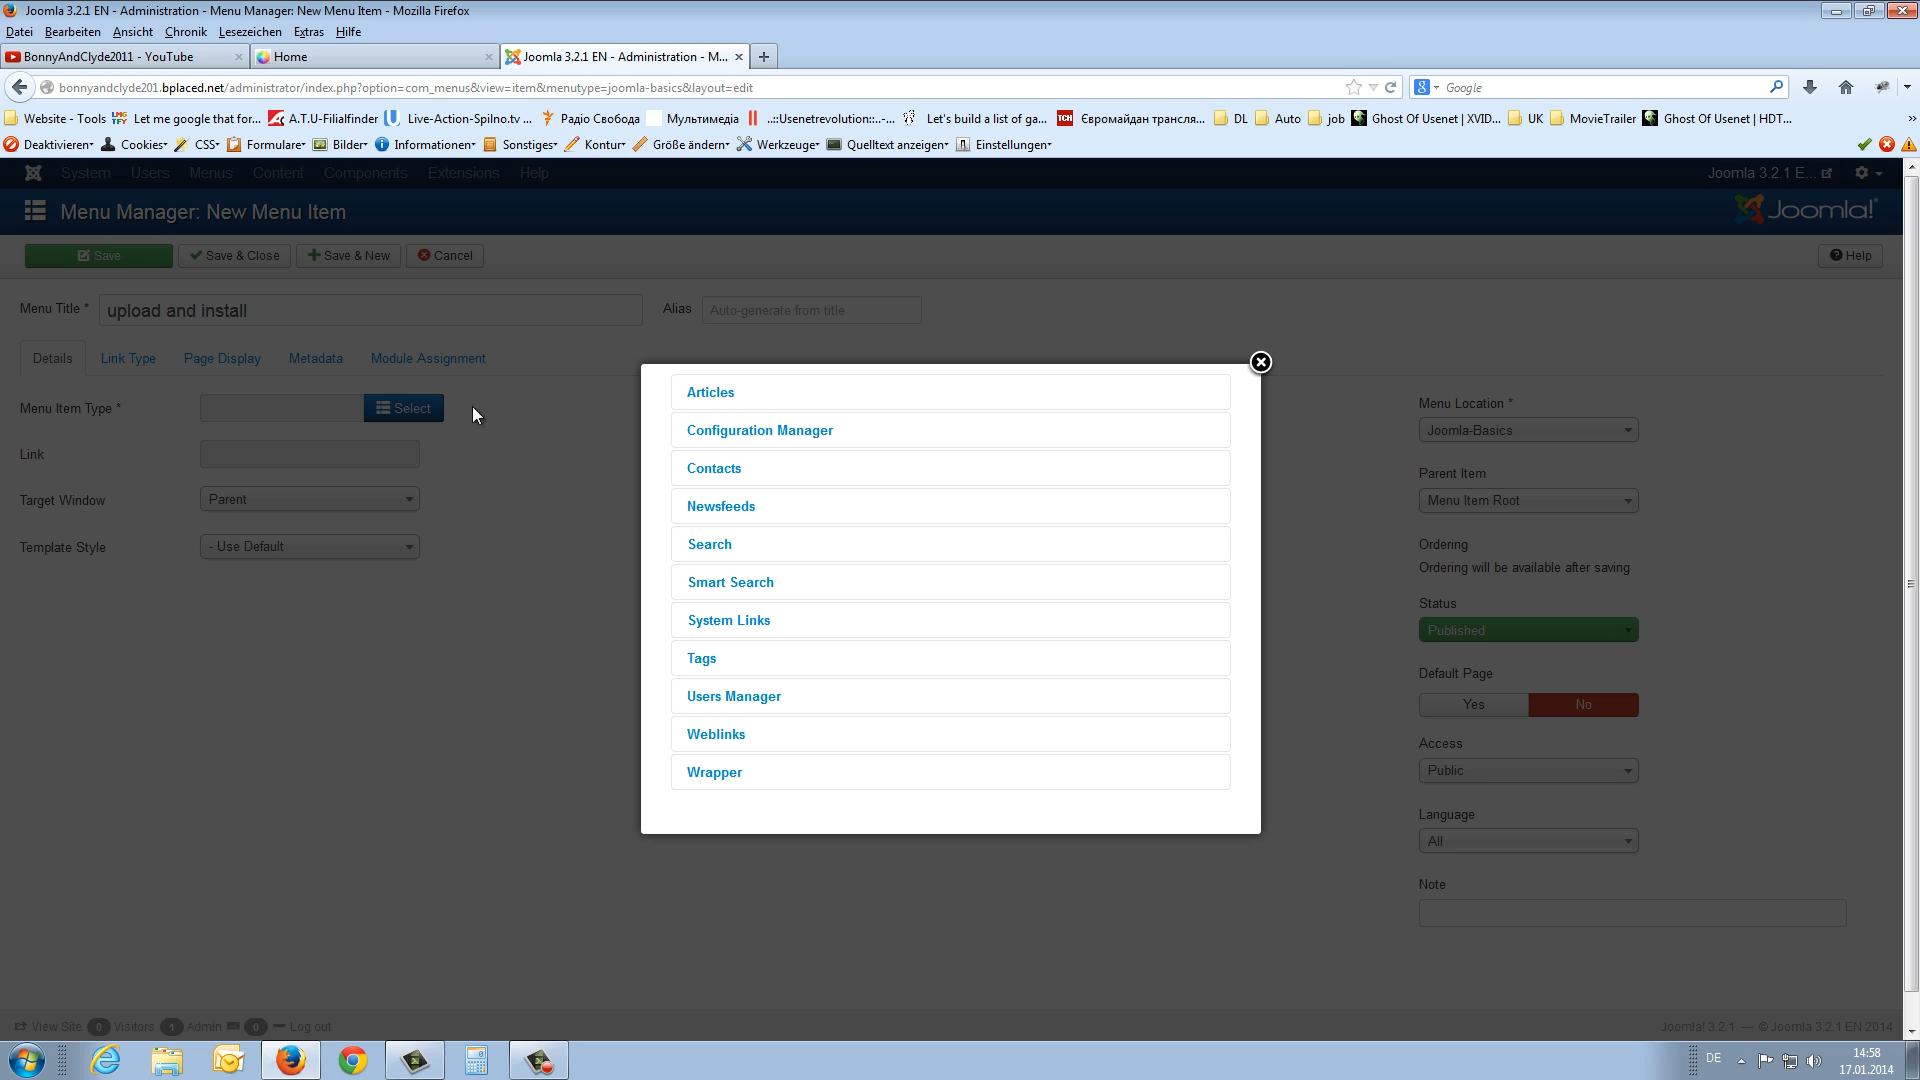 Joomla 3.2.1 EN - Administration - Menu Manager: New Menu Item - Mozilla Firefox
Datei Bearbeiten Ansicht Chronik Lesezeichen Extras Hilfe
BonnyAndClyde2011 - YouTube
Home
Joomla 3.2.1 EN - Administration - M...
bonnyandclyde201.bplaced.net/administrator/index.php?option=com_menus&view=item&menutype=joomla-basics&layout=edit
Google
Website - Tools
LMG TFY
Let me google that for...
A.T.U-Filialfinder
Live-Action-Spilno.tv ...
Радіо Свобода
Мультимедіа
..::Usenetrevolution::..-...
Let's build a list of ga...
ТСН
Євромайдан трансля...
DL
Auto
job
Ghost Of Usenet | XVID...
UK
MovieTrailer
Ghost Of Usenet | HDT...
Deaktivieren
Cookies
CSS
Formulare
Bilder
Informationen
Sonstiges
Kontur
Größe ändern
Werkzeuge
Quelltext anzeigen
Einstellungen
System Users Menus Content Components Extensions Help
Joomla 3.2.1 E...
Menu Manager: New Menu Item
Joomla!
Save
Save & Close
Save & New
Cancel
Help
Menu Title *
upload and install
Alias
Auto-generate from title
Details
Link Type
Page Display
Metadata
Module Assignment
Menu Item Type *
Select
Link
Target Window
Parent
Template Style
- Use Default
Articles
Configuration Manager
Contacts
Newsfeeds
Search
Smart Search
System Links
Tags
Users Manager
Weblinks
Wrapper
Menu Location *
Joomla-Basics
Parent Item
Menu Item Root
Ordering
Ordering will be available after saving
Status
Published
Default Page
Yes
No
Access
Public
Language
All
Note
View Site
0 Visitors
1 Admin
0
Log out
Joomla! 3.2.1 — © Joomla 3.2.1 EN 2014
DE
14:58
17.01.2014